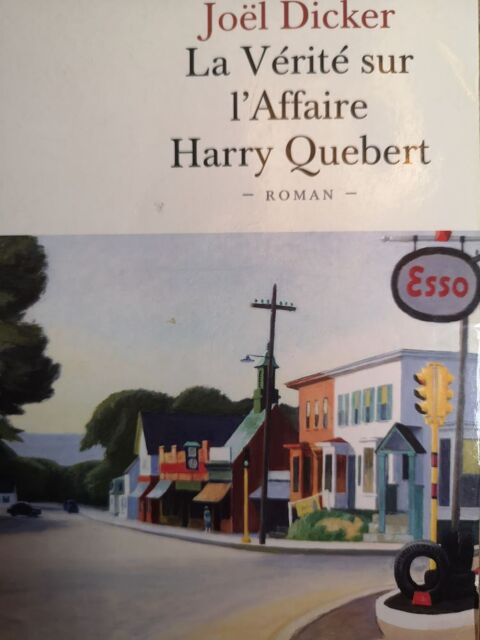 Joël Dicker
La Vérité sur
l'Affaire
Harry Quebert
– ROMAN –
Esso